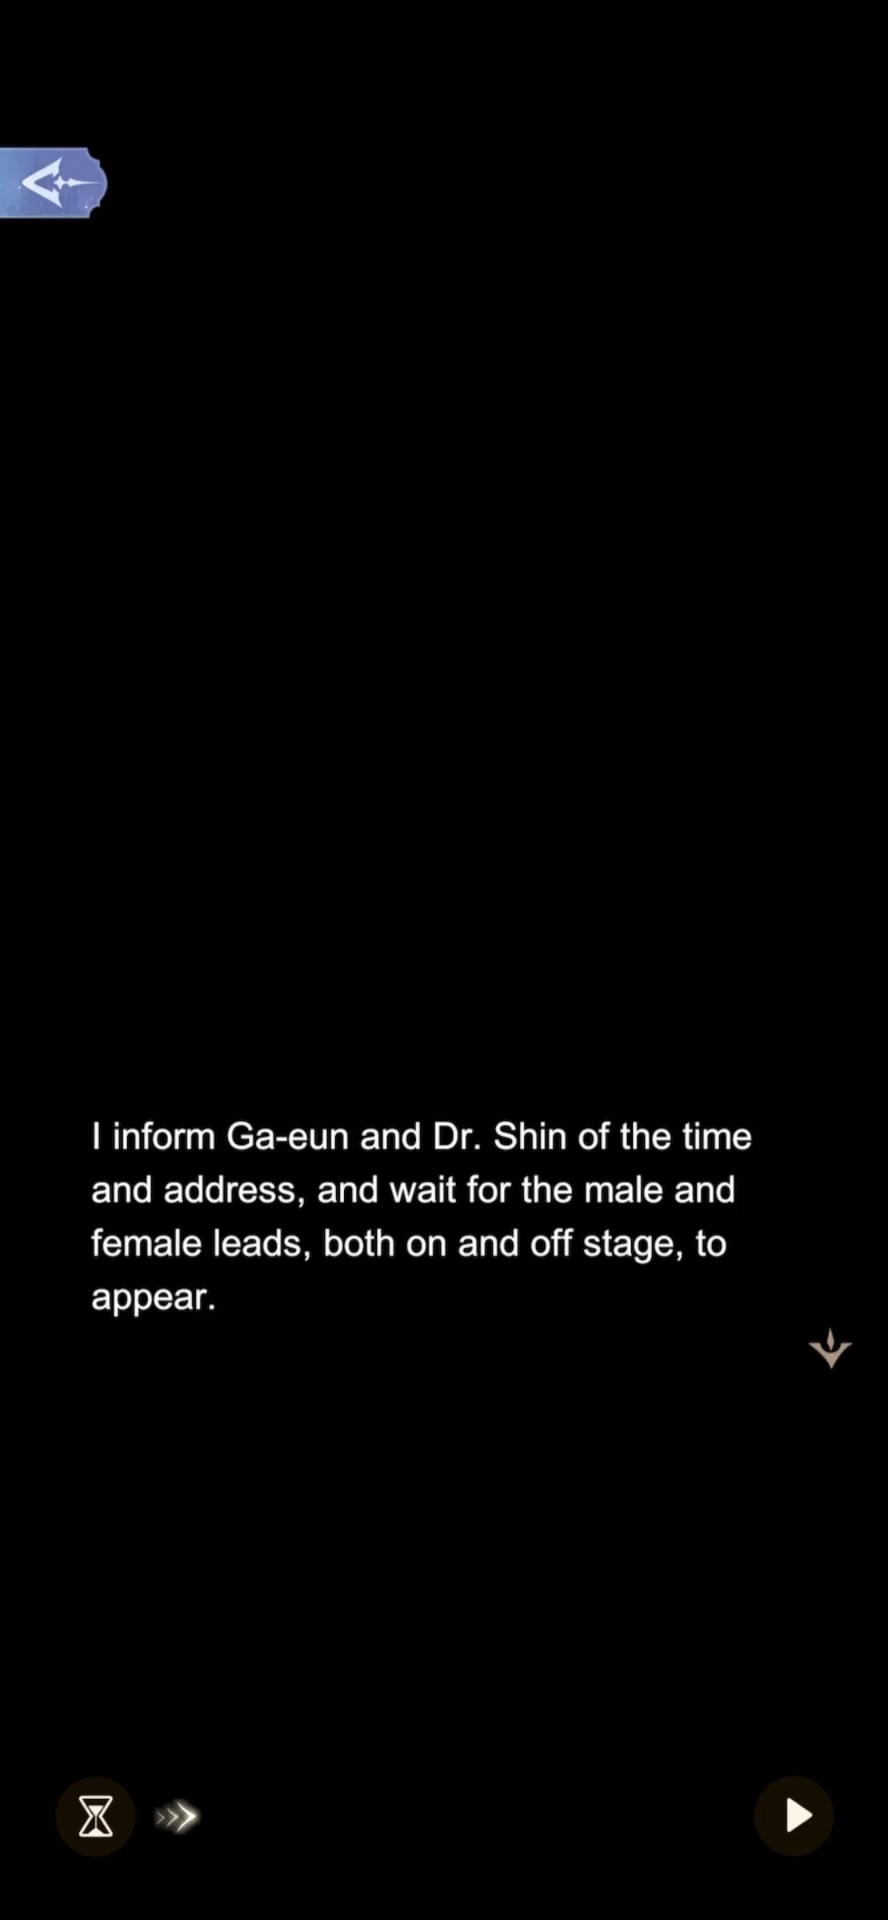 I inform Ga-eun and Dr. Shin of the time
and address, and wait for the male and
female leads, both on and off stage, to
appear.